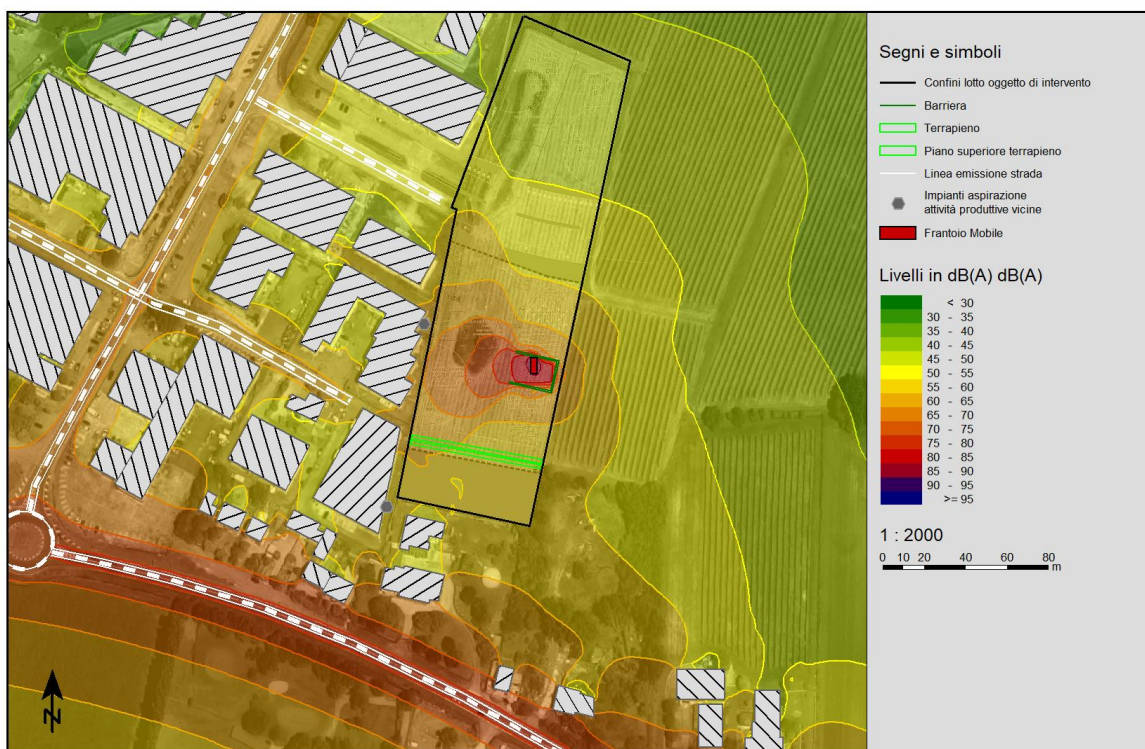 Segni e simboli
Confini lotto oggetto di intervento
Barriera
Terrapieno
Piano superiore terrapieno
Linea emissione strada
Impianti aspirazione
attività produttive vicine
Frantoio Mobile
Livelli in dB(A) dB(A)
< 30
30 - 35
35 - 40
40 - 45
45 - 50
50 - 55
55 - 60
60 - 65
65 - 70
70 - 75
75 - 80
80 - 85
85 - 90
90 - 95
>= 95
1 : 2000
0 10 20 40 60 80
m
N